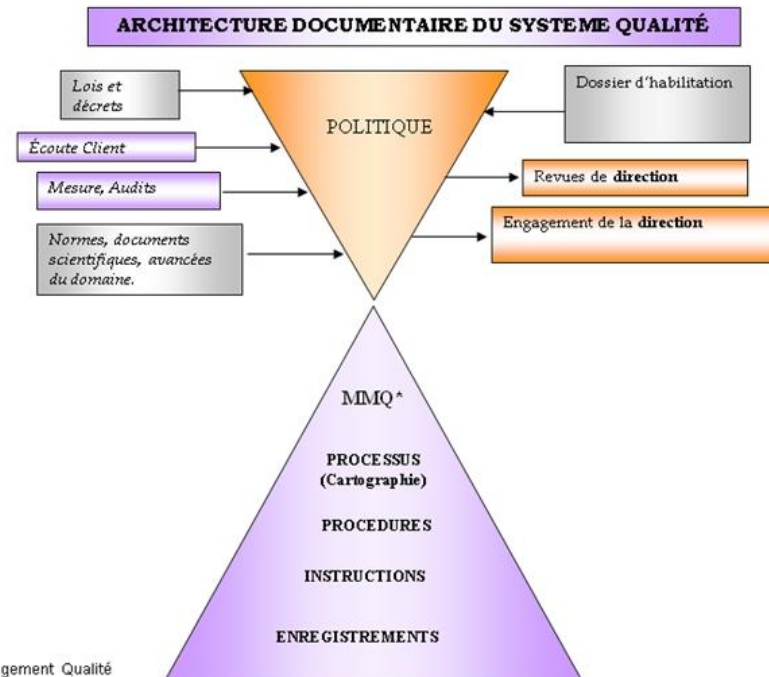 ARCHITECTURE DOCUMENTAIRE DU SYSTEME QUALITÉ
Lois et
décrets
Écoute Client
Mesure, Audits
Normes, documents
scientifiques, avancées
du domaine.
POLITIQUE
Dossier d'habilitation
Revues de direction
Engagement de la direction
MMQ*
PROCESSUS
(Cartographie)
PROCEDURES
INSTRUCTIONS
ENREGISTREMENTS
gement Qualité